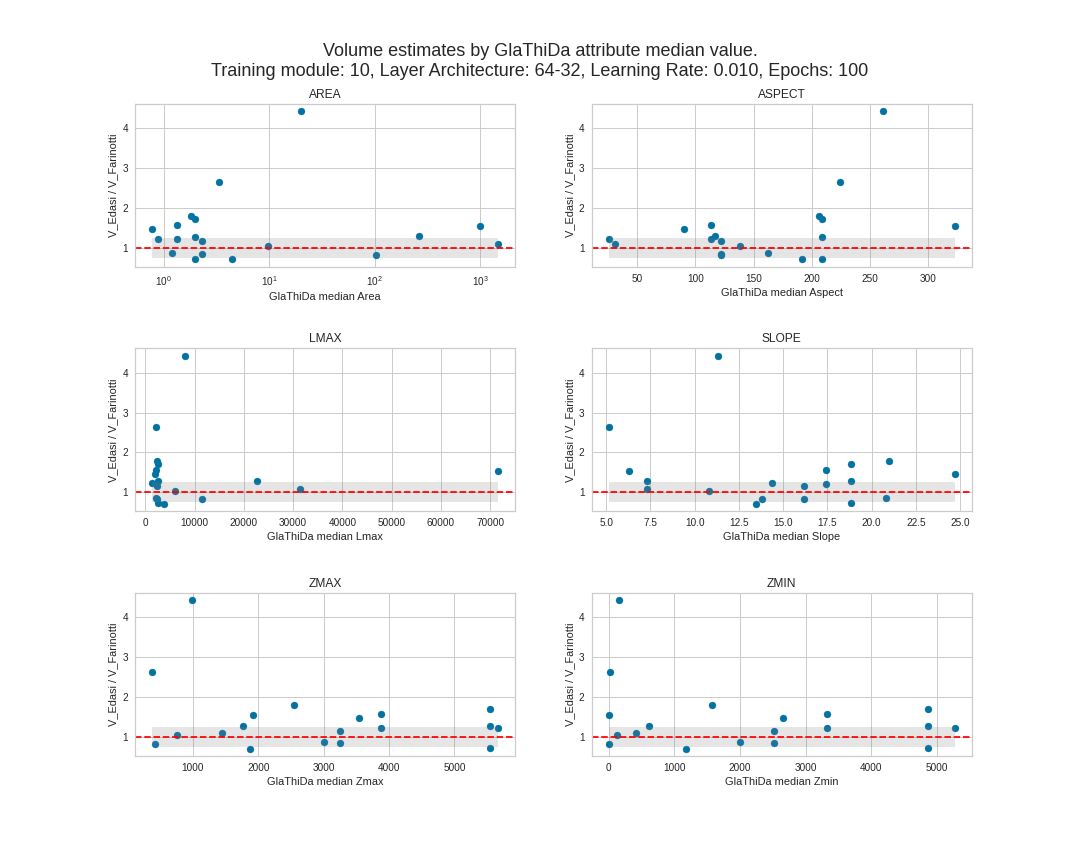 Volume estimates by GlaThiDa attribute median value.
Training module: 10, Layer Architecture: 64-32, Learning Rate: 0.010, Epochs: 100
AREA
V_Edasi / V_Farinotti
4
3
2
1
10^0 10^1 10^2 10^3
GlaThiDa median Area
ASPECT
V_Edasi / V_Farinotti
4
3
2
1
50 100 150 200 250 300
GlaThiDa median Aspect
LMAX
V_Edasi / V_Farinotti
4
3
2
1
0 10000 20000 30000 40000 50000 60000 70000
GlaThiDa median Lmax
SLOPE
V_Edasi / V_Farinotti
4
3
2
1
5.0 7.5 10.0 12.5 15.0 17.5 20.0 22.5 25.0
GlaThiDa median Slope
ZMAX
V_Edasi / V_Farinotti
4
3
2
1
1000 2000 3000 4000 5000
GlaThiDa median Zmax
ZMIN
V_Edasi / V_Farinotti
4
3
2
1
0 1000 2000 3000 4000 5000
GlaThiDa median Zmin